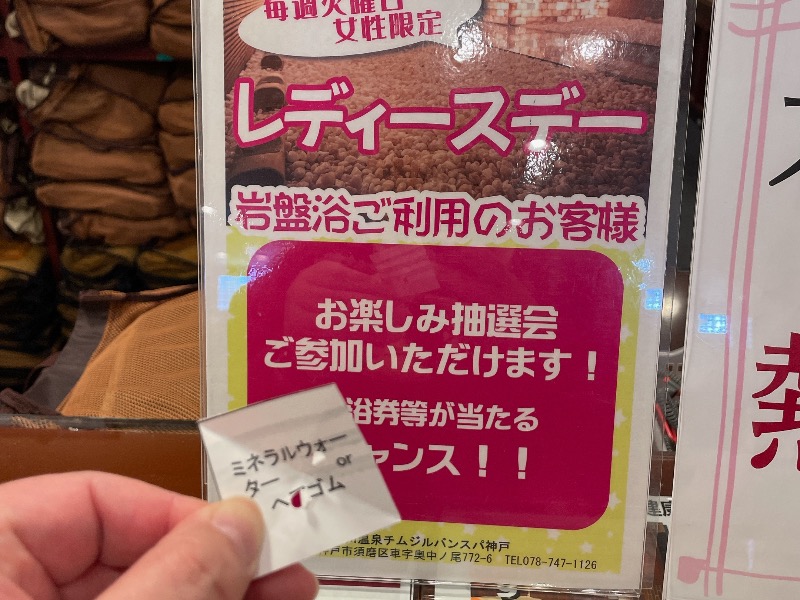 毎週火曜日
女性限定
レディースデー
岩盤浴ご利用のお客様
お楽しみ抽選会
ご参加いただけます！
浴券等が当たる
ャンス！！
ミネラルウォー
ター or
ヘアゴム
温泉チムジルバンスパ神戸
戸市須磨区車字奥中ノ尾772-6 TEL078-747-1126
熱